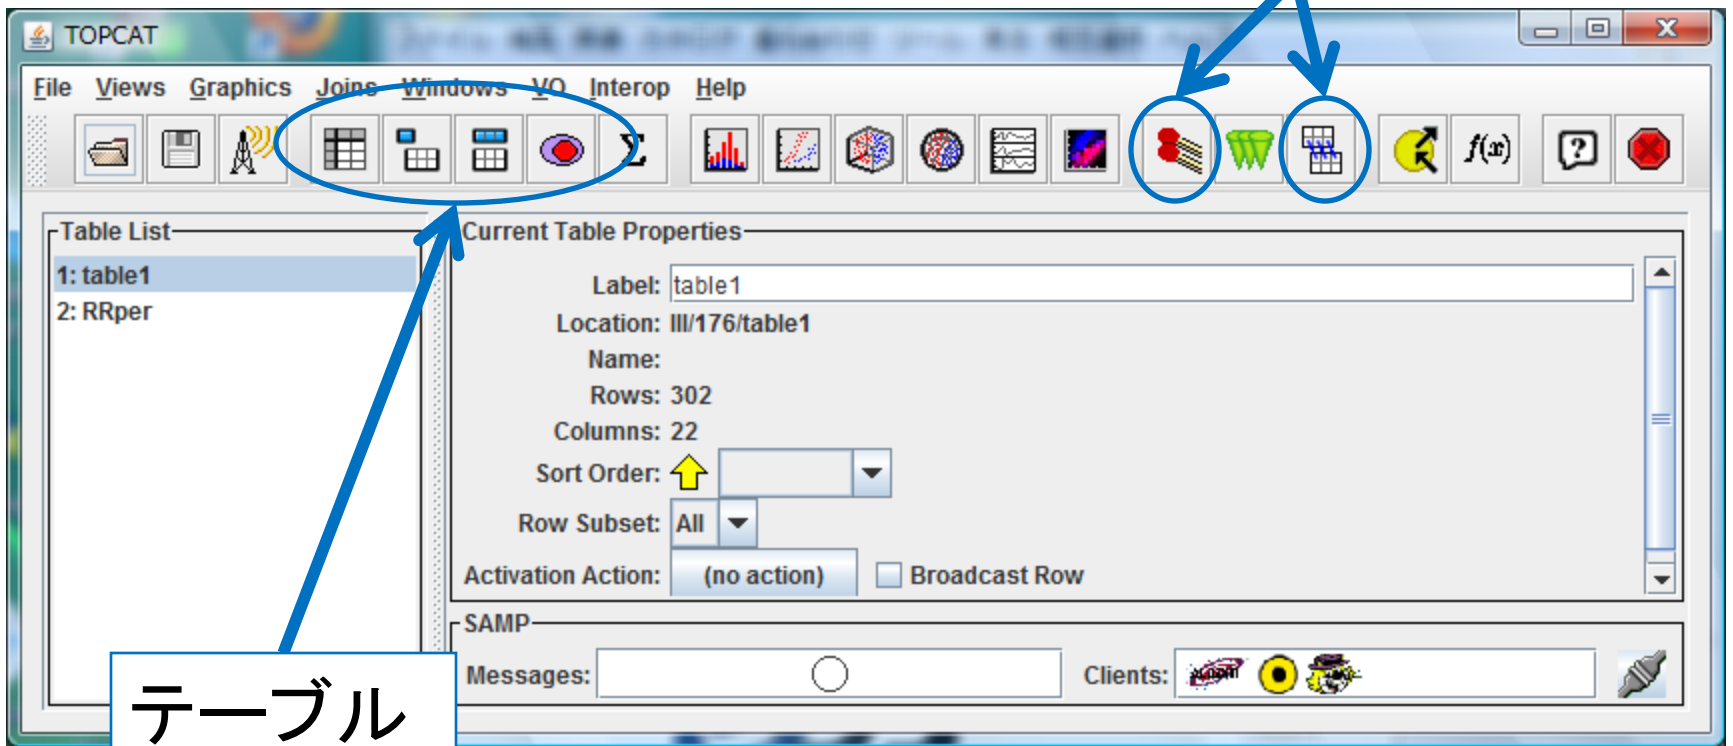 TOPCAT
File Views Graphics Joins Windows VO Interop Help
Σ f(x) ?
Table List
1: table1
2: RRper
Current Table Properties
Label: table1
Location: III/176/table1
Name:
Rows: 302
Columns: 22
Sort Order:
Row Subset: All
Activation Action: (no action) Broadcast Row
SAMP
Messages: Clients:
テーブル